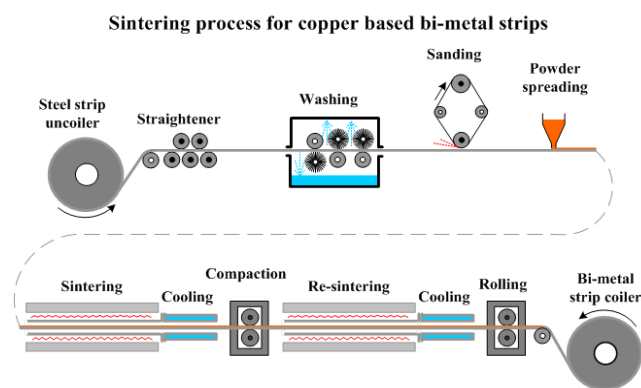 Sintering process for copper based bi-metal strips
Sanding
Powder
spreading
Steel strip
uncoiler
Straightener
Washing
Sintering
Cooling
Compaction
Re-sintering
Cooling
Rolling
Bi-metal
strip coiler